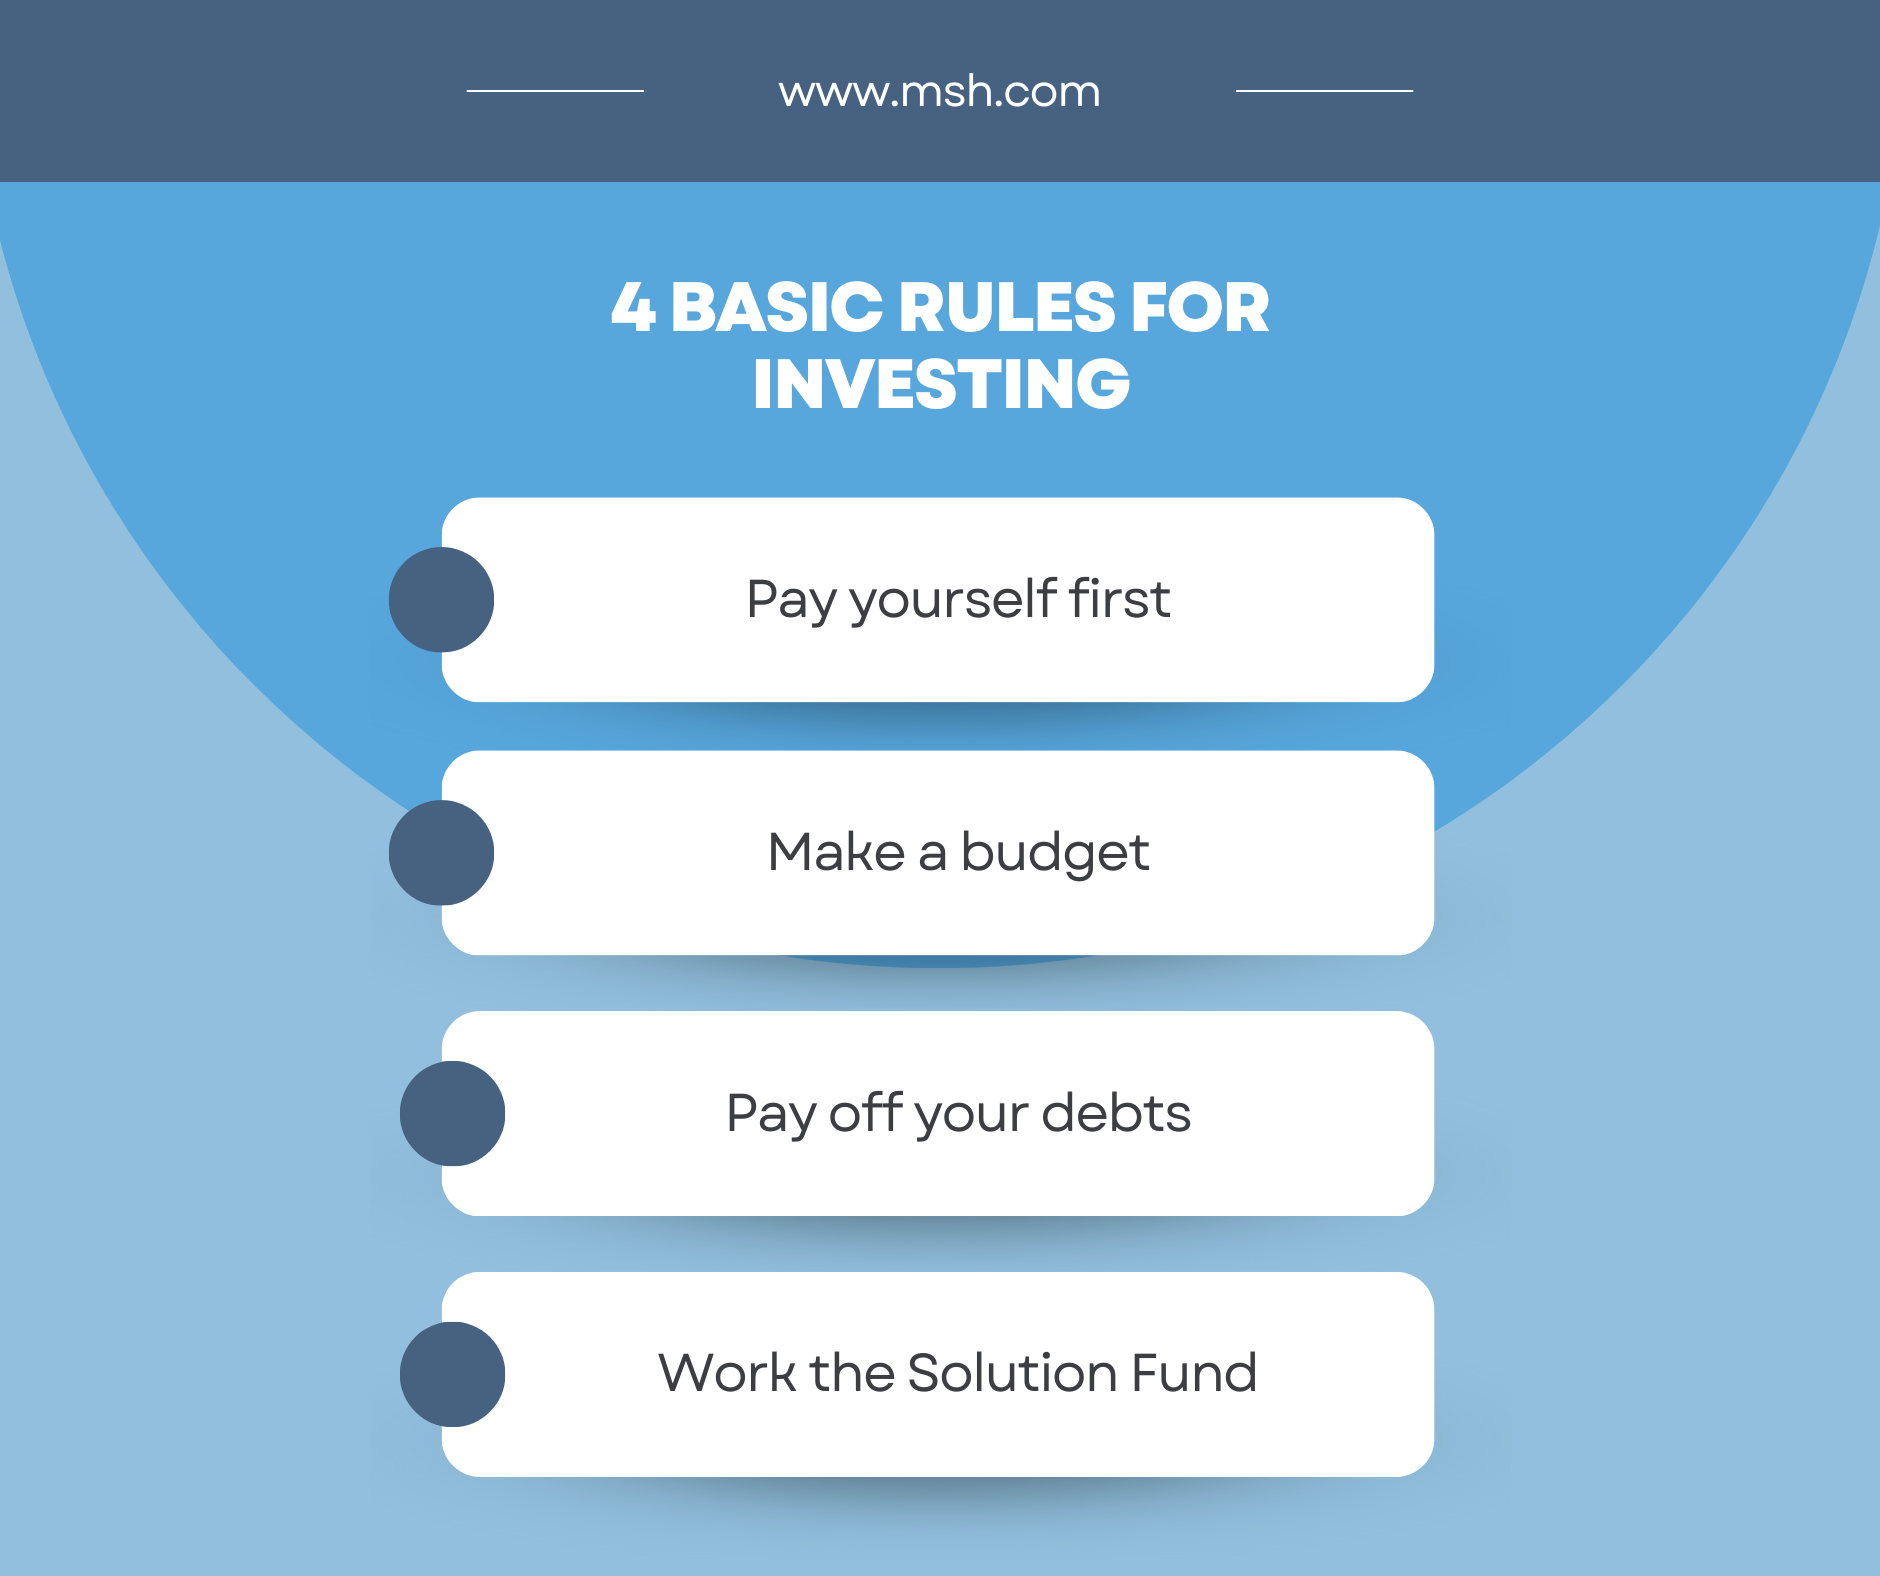 www.msh.com
4 BASIC RULES FOR
INVESTING
Pay yourself first
Make a budget
Pay off your debts
Work the Solution Fund